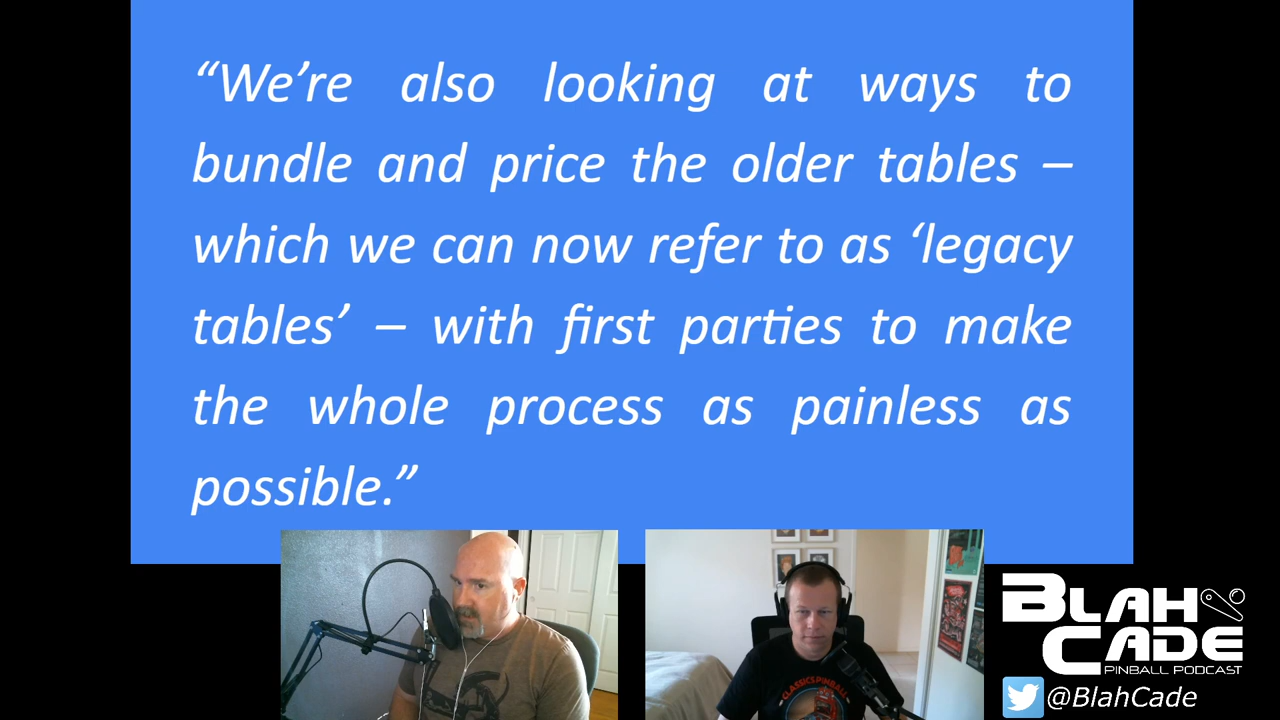 “We’re also looking at ways to
bundle and price the older tables –
which we can now refer to as ‘legacy
tables’ – with first parties to make
the whole process as painless as
possible.”
CLASSICS PINBALL
BLAH
CADE
PINBALL PODCAST
@BlahCade